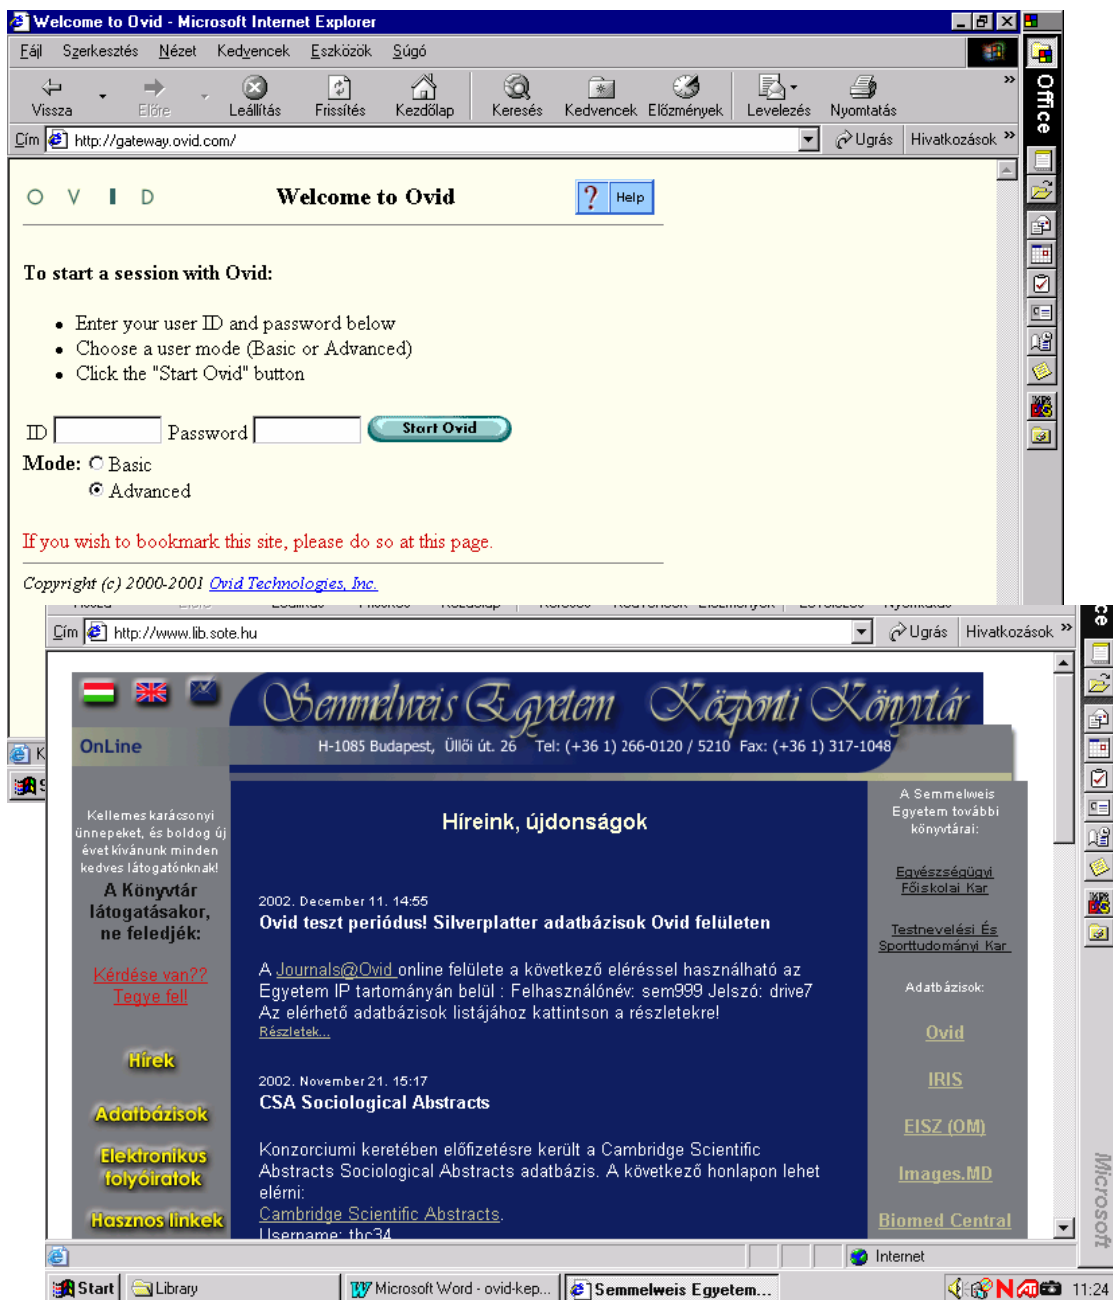 Welcome to Ovid - Microsoft Internet Explorer
Fájl Szerkesztés Nézet Kedvencek Eszközök Súgó
Vissza Előre Leállítás Frissítés Kezdőlap Keresés Kedvencek Előzmények Levelezés Nyomtatás »
Office
Cím http://gateway.ovid.com/ Ugrás Hivatkozások »
O V I D Welcome to Ovid ? Help
To start a session with Ovid:
• Enter your user ID and password below
• Choose a user mode (Basic or Advanced)
• Click the "Start Ovid" button
ID Password Start Ovid
Mode: Basic
Advanced
If you wish to bookmark this site, please do so at this page.
Copyright (c) 2000-2001 Ovid Technologies, Inc.
Cím http://www.lib.sote.hu Ugrás Hivatkozások »
Semmelweis Egyetem Központi Könyvtár
OnLine H-1085 Budapest, Üllői út. 26 Tel: (+36 1) 266-0120 / 5210 Fax: (+36 1) 317-1048
Kellemes karácsonyi
ünnepeket, és boldog új
évet kívánunk minden
kedves látogatónknak!
A Könyvtár
látogatásakor,
ne feledjék:
Kérdése van??
Tegye fel!
Hírek
Adatbázisok
Elektronikus
folyóiratok
Hasznos linkek
Híreink, újdonságok
2002. December 11. 14:55
Ovid teszt periódus! Silverplatter adatbázisok Ovid felületen
A Journals@Ovid online felülete a következő eléréssel használható az
Egyetem IP tartományán belül : Felhasználónév: sem999 Jelszó: drive7
Az elérhető adatbázisok listájához kattintson a részletekre!
Részletek...
2002. November 21. 15:17
CSA Sociological Abstracts
Konzorciumi keretében előfizetésre került a Cambridge Scientific
Abstracts Sociological Abstracts adatbázis. A következő honlapon lehet
elérni:
Cambridge Scientific Abstracts.
Username: thc34
A Semmelweis
Egyetem további
könyvtárai:
Egyészségügyi
Főiskolai Kar
Testnevelési És
Sporttudományi Kar
Adatbázisok:
Ovid
IRIS
EISZ (OM)
Images.MD
Biomed Central
Microsoft
Internet
Start Library Microsoft Word - ovid-kep... Semmelweis Egyetem... 11:24